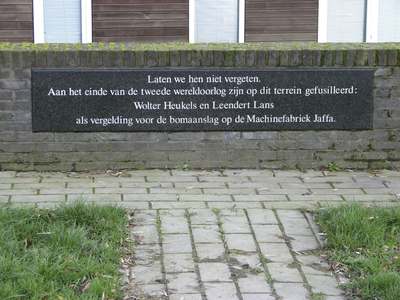 Laten we hen niet vergeten.
Aan het einde van de tweede wereldoorlog zijn op dit terrein gefusilleerd:
Wolter Heukels en Leendert Lans
als vergelding voor de bomaanslag op de Machinefabriek Jaffa.